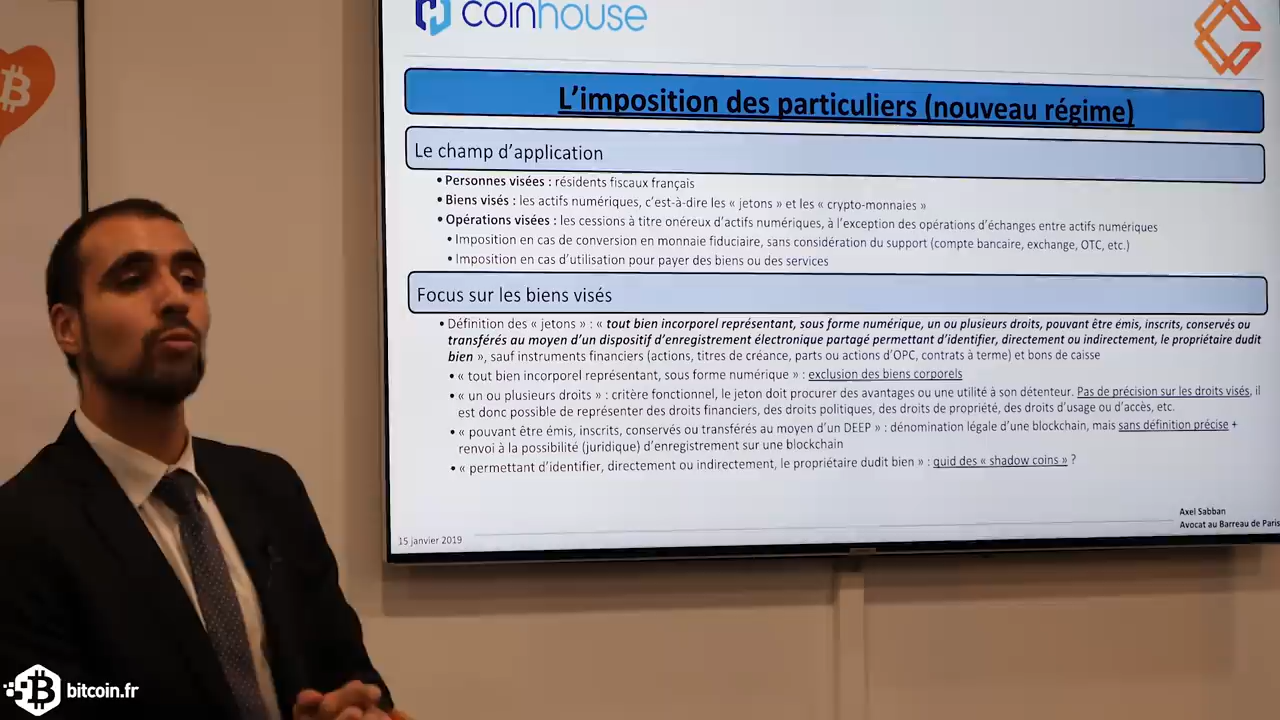 coinhouse
L'imposition des particuliers (nouveau régime)
Le champ d'application
• Personnes visées : résidents fiscaux français
• Biens visés : les actifs numériques, c'est-à-dire les « jetons » et les « crypto-monnaies »
• Opérations visées : les cessions à titre onéreux d'actifs numériques, à l'exception des opérations d'échanges entre actifs numériques
• Imposition en cas de conversion en monnaie fiduciaire, sans considération du support (compte bancaire, exchange, OTC, etc.)
• Imposition en cas d'utilisation pour payer des biens ou des services
Focus sur les biens visés
• Définition des « jetons » : « tout bien incorporel représentant, sous forme numérique, un ou plusieurs droits, pouvant être émis, inscrits, conservés ou
transférés au moyen d'un dispositif d'enregistrement électronique partagé permettant d'identifier, directement ou indirectement, le propriétaire dudit
bien », sauf instruments financiers (actions, titres de créance, parts ou actions d'OPC, contrats à terme) et bons de caisse
• « tout bien incorporel représentant, sous forme numérique » : exclusion des biens corporels
• « un ou plusieurs droits » : critère fonctionnel, le jeton doit procurer des avantages ou une utilité à son détenteur. Pas de précision sur les droits visés, il
est donc possible de représenter des droits financiers, des droits politiques, des droits de propriété, des droits d'usage ou d'accès, etc.
• « pouvant être émis, inscrits, conservés ou transférés au moyen d'un DEEP » : dénomination légale d'une blockchain, mais sans définition précise +
renvoi à la possibilité (juridique) d'enregistrement sur une blockchain
• « permettant d'identifier, directement ou indirectement, le propriétaire dudit bien » : quid des « shadow coins » ?
Axel Sabban
Avocat au Barreau de Paris
15 janvier 2019
bitcoin.fr